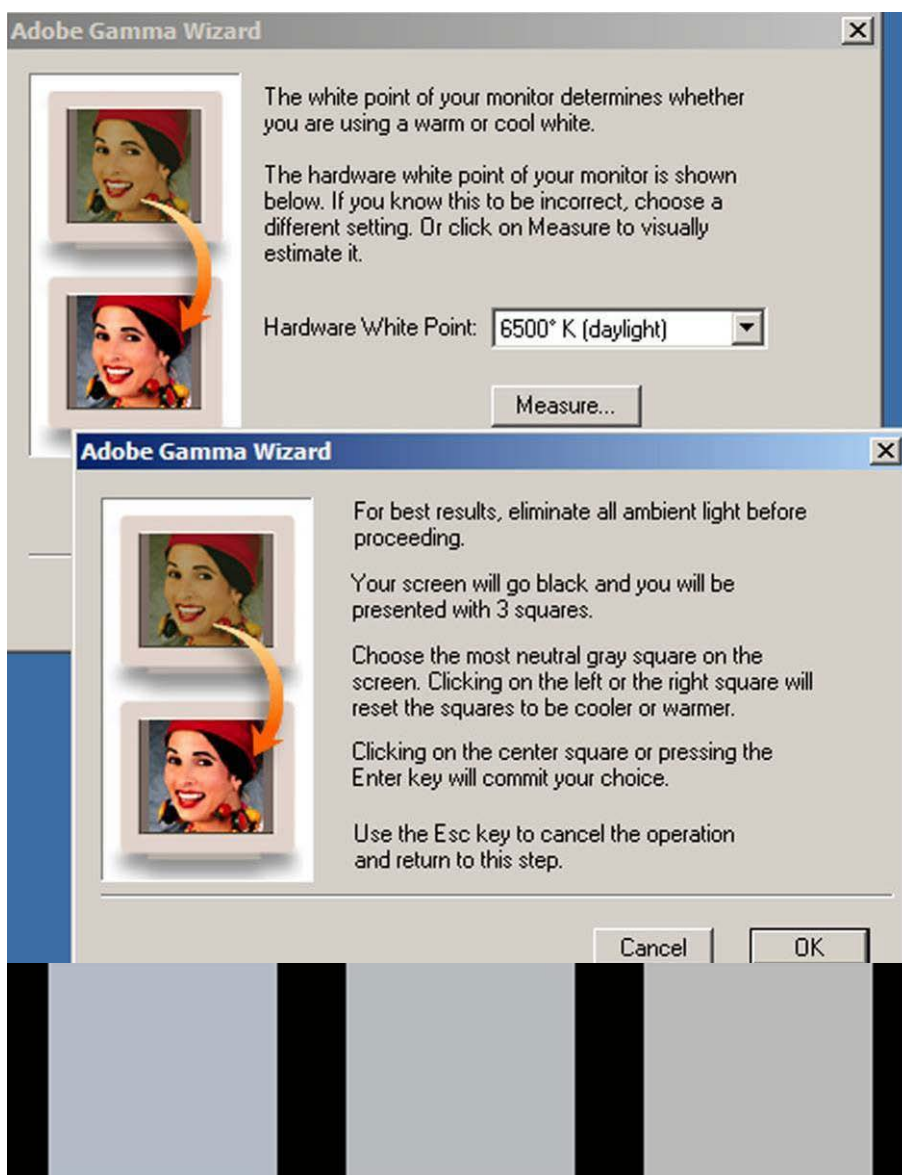 Adobe Gamma Wizard
The white point of your monitor determines whether
you are using a warm or cool white.
The hardware white point of your monitor is shown
below. If you know this to be incorrect, choose a
different setting. Or click on Measure to visually
estimate it.
Hardware White Point: 6500° K (daylight)
Measure...
Adobe Gamma Wizard
For best results, eliminate all ambient light before
proceeding.
Your screen will go black and you will be
presented with 3 squares.
Choose the most neutral gray square on the
screen. Clicking on the left or the right square will
reset the squares to be cooler or warmer.
Clicking on the center square or pressing the
Enter key will commit your choice.
Use the Esc key to cancel the operation
and return to this step.
Cancel OK